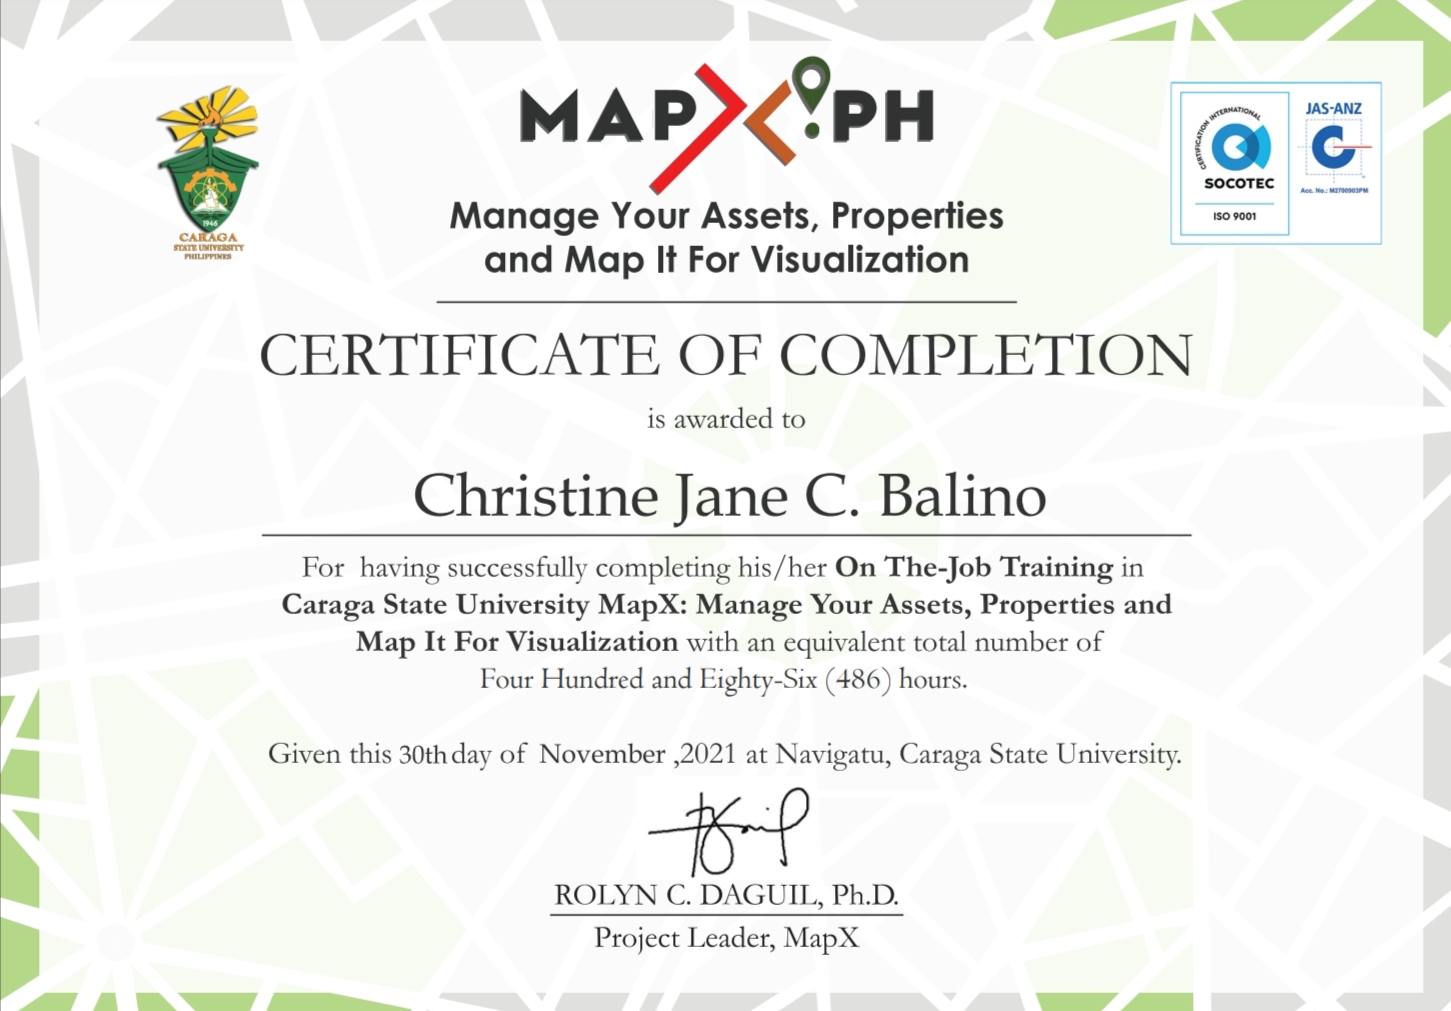 MAPX.PH
Manage Your Assets, Properties
and Map It For Visualization
1946
CARAGA
STATE UNIVERSITY
PHILIPPINES
CERTIFICATION INTERNATIONAL
SOCOTEC
ISO 9001
JAS-ANZ
Acc. No.: M2700903PM
CERTIFICATE OF COMPLETION
is awarded to
Christine Jane C. Balino
For having successfully completing his/her On The-Job Training in
Caraga State University MapX: Manage Your Assets, Properties and
Map It For Visualization with an equivalent total number of
Four Hundred and Eighty-Six (486) hours.
Given this 30th day of November ,2021 at Navigatu, Caraga State University.
ROLYN C. DAGUIL, Ph.D.
Project Leader, MapX